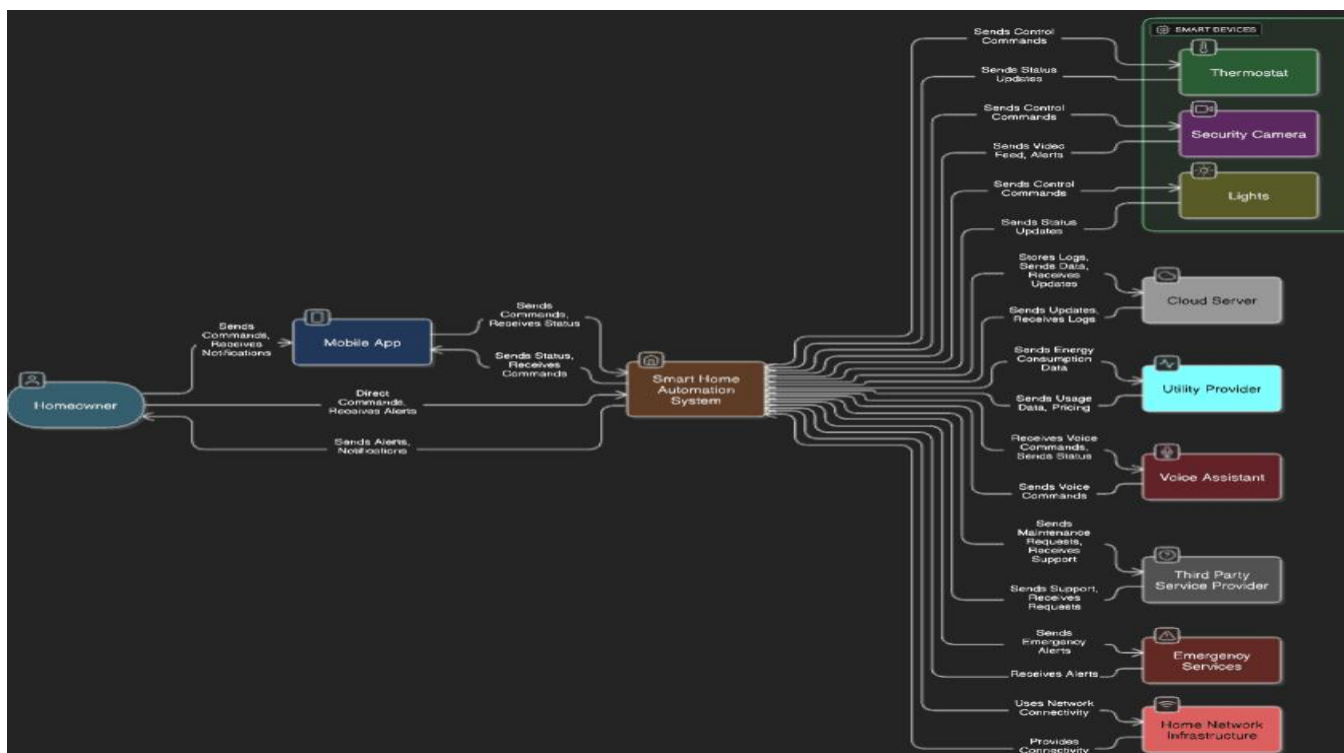 Sends Control
Commands
SMART DEVICES
Thermostat
Sends Status
Updates
Sends Control
Commands
Security Camera
Sends Video
Feed, Alerts
Sends Control
Commands
Lights
Sends Status
Updates
Stores Logs,
Sends Data,
Receives
Updates
Cloud Server
Sends Updates,
Receives Logs
Sends
Commands,
Receives
Notifications
Mobile App
Sends
Commands,
Receives Status
Sends Status,
Receives
Commands
Homeowner
Direct
Commands,
Receives Alerts
Sends Alerts,
Notifications
Smart Home
Automation
System
Sends Energy
Consumption
Data
Utility Provider
Sends Usage
Data, Pricing
Receives Voice
Commands,
Sends Status
Voice Assistant
Sends Voice
Commands
Sends
Maintenance
Requests,
Receives
Support
Third Party
Service Provider
Sends Support,
Receives
Requests
Sends
Emergency
Alerts
Emergency
Services
Receives Alerts
Uses Network
Connectivity
Home Network
Infrastructure
Provides
Connectivity